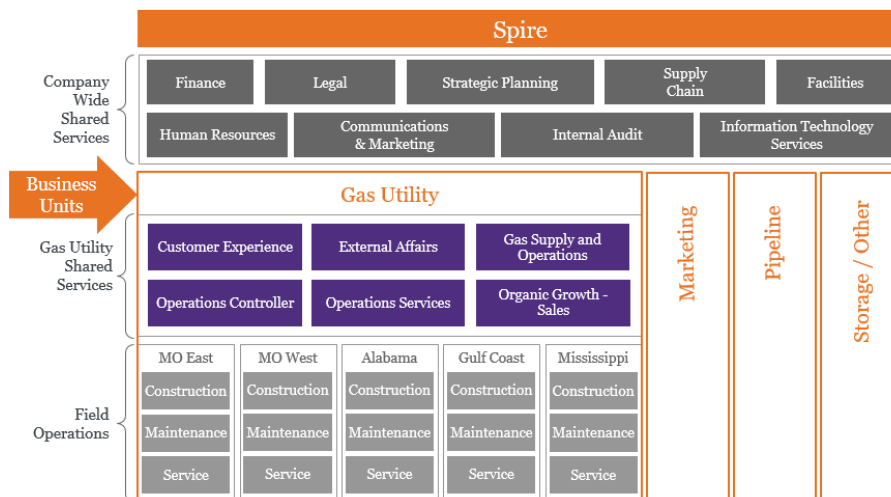 Spire
Company
Wide
Shared
Services
Finance
Legal
Strategic Planning
Supply
Chain
Facilities
Human Resources
Communications
& Marketing
Internal Audit
Information Technology
Services
Business
Units
Gas Utility
Marketing
Pipeline
Storage / Other
Gas Utility
Shared
Services
Customer Experience
External Affairs
Gas Supply and
Operations
Operations Controller
Operations Services
Organic Growth -
Sales
Field
Operations
MO East
MO West
Alabama
Gulf Coast
Mississippi
Construction
Construction
Construction
Construction
Construction
Maintenance
Maintenance
Maintenance
Maintenance
Maintenance
Service
Service
Service
Service
Service